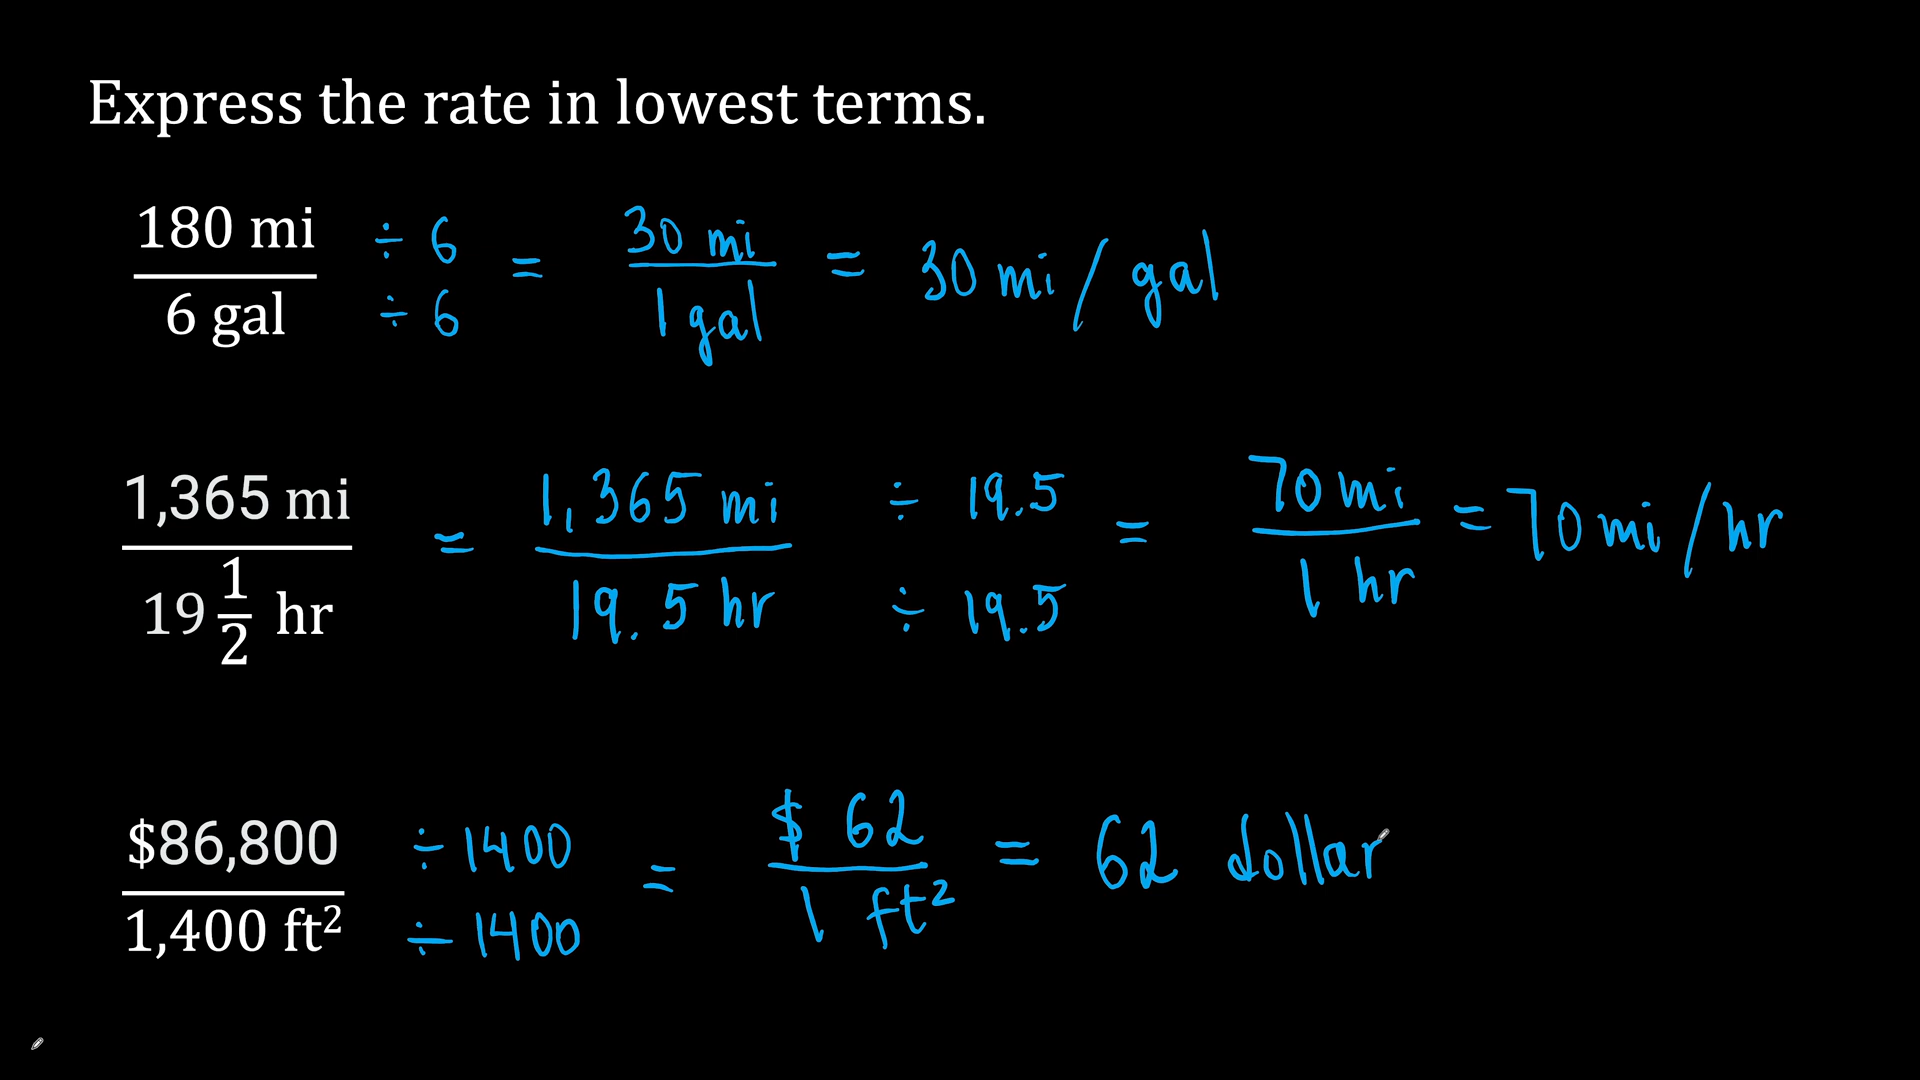 Express the rate in lowest terms.
180 mi ÷ 6 = 30 mi = 30 mi / gal
6 gal ÷ 6 1 gal
1,365 mi = 1,365 mi ÷ 19.5 = 70 mi = 70 mi / hr
19 1/2 hr 19.5 hr ÷ 19.5 1 hr
$86,800 ÷ 1400 = $ 62 = 62 dollar
1,400 ft² ÷ 1400 1 ft²